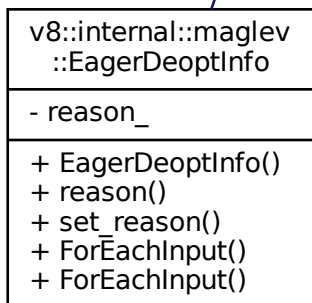 v8::internal::maglev
::EagerDeoptInfo
- reason_
+ EagerDeoptInfo()
+ reason()
+ set_reason()
+ ForEachInput()
+ ForEachInput()